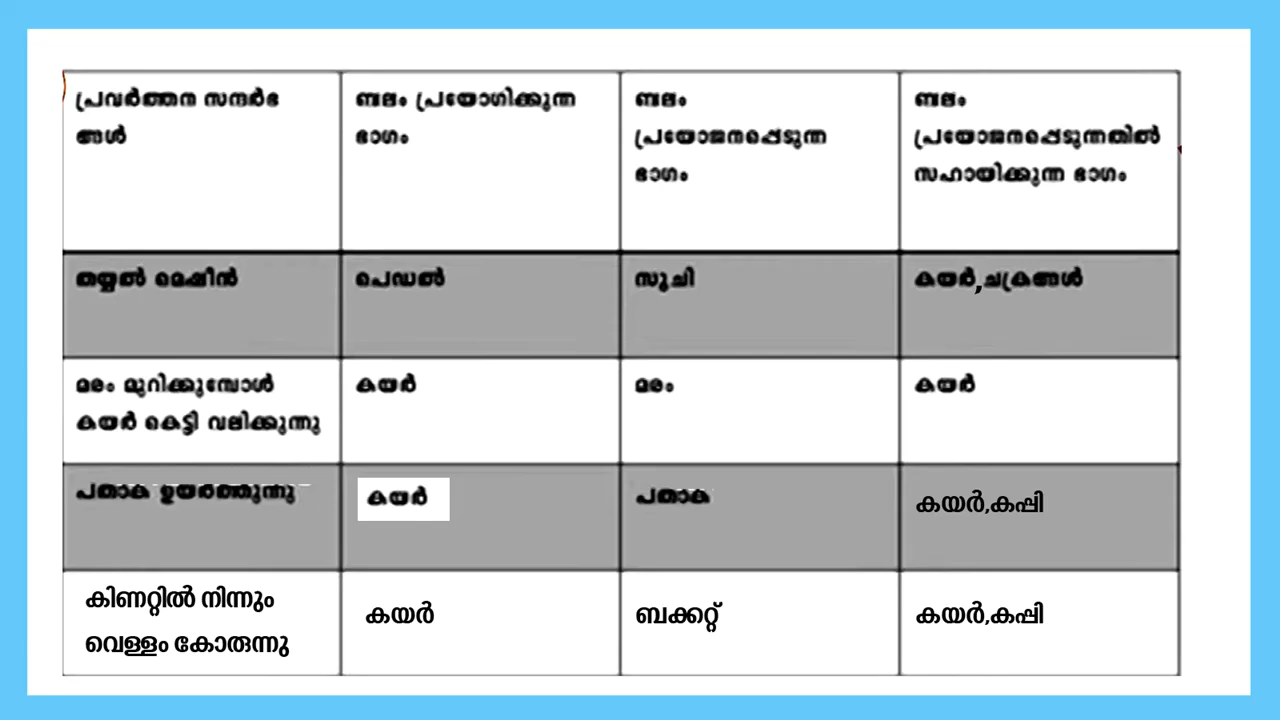 പ്രവർത്തന സന്ദർഭ
ങ്ങൾ
ബലം പ്രയോഗിക്കുന്ന
ഭാഗം
ബലം
പ്രയോജനപ്പെടുന്ന
ഭാഗം
ബലം
പ്രയോജനപ്പെടുന്നതിൽ
സഹായിക്കുന്ന ഭാഗം
തയ്യൽ മെഷീൻ
പെഡൽ
സൂചി
കയർ,ചക്രങ്ങൾ
മരം മുറിക്കുമ്പോൾ
കയർ കെട്ടി വലിക്കുന്നു
കയർ
മരം
കയർ
പതാക ഉയരത്തുന്നു
കയർ
പതാക
കയർ,കപ്പി
കിണറ്റിൽ നിന്നും
വെള്ളം കോരുന്നു
കയർ
ബക്കറ്റ്
കയർ,കപ്പി